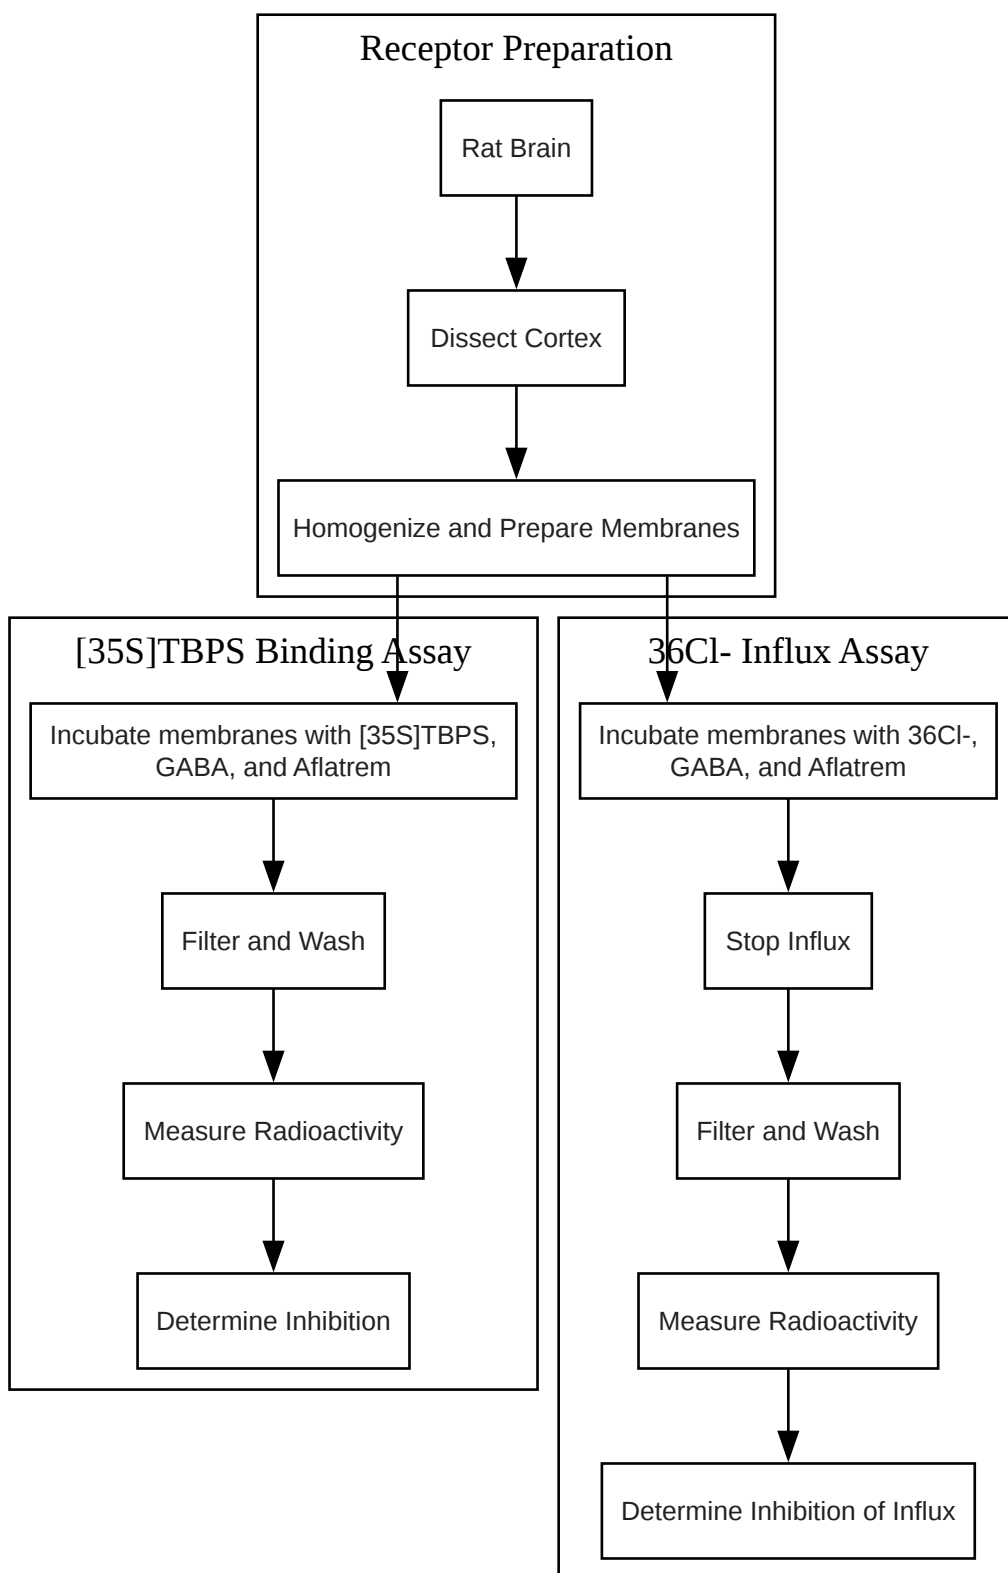 Receptor Preparation
Rat Brain
Dissect Cortex
Homogenize and Prepare Membranes
[35S]TBPS Binding Assay
Incubate membranes with [35S]TBPS,
GABA, and Aflatrem
Filter and Wash
Measure Radioactivity
Determine Inhibition
36Cl- Influx Assay
Incubate membranes with 36Cl-,
GABA, and Aflatrem
Stop Influx
Filter and Wash
Measure Radioactivity
Determine Inhibition of Influx